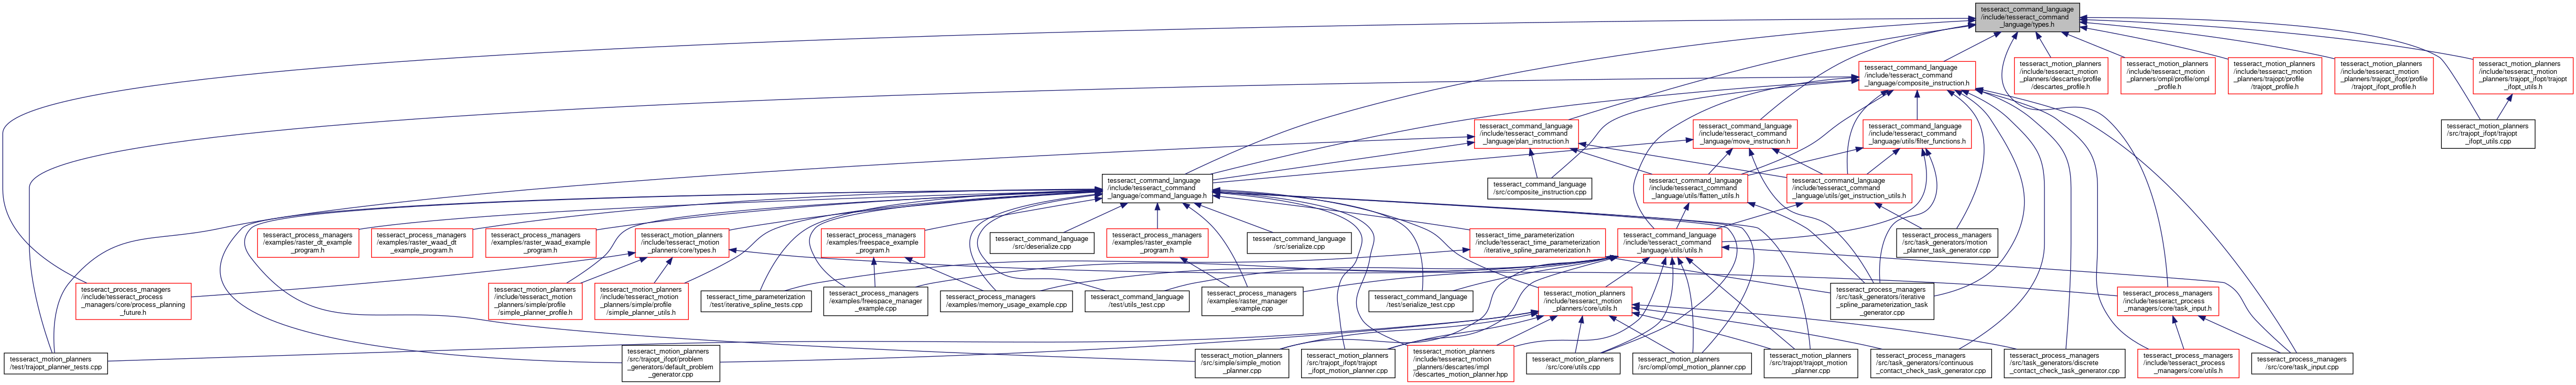 tesseract_command_language
/include/tesseract_command
_language/types.h
tesseract_command_language
/include/tesseract_command
_language/composite_instruction.h
tesseract_motion_planners
/include/tesseract_motion
_planners/descartes/profile
/descartes_profile.h
tesseract_motion_planners
/include/tesseract_motion
_planners/ompl/profile/ompl
_profile.h
tesseract_motion_planners
/include/tesseract_motion
_planners/trajopt/profile
/trajopt_profile.h
tesseract_motion_planners
/include/tesseract_motion
_planners/trajopt_ifopt/profile
/trajopt_ifopt_profile.h
tesseract_motion_planners
/include/tesseract_motion
_planners/trajopt_ifopt/trajopt
_ifopt_utils.h
tesseract_command_language
/include/tesseract_command
_language/plan_instruction.h
tesseract_command_language
/include/tesseract_command
_language/move_instruction.h
tesseract_command_language
/include/tesseract_command
_language/utils/filter_functions.h
tesseract_motion_planners
/src/trajopt_ifopt/trajopt
_ifopt_utils.cpp
tesseract_command_language
/include/tesseract_command
_language/command_language.h
tesseract_command_language
/src/composite_instruction.cpp
tesseract_command_language
/include/tesseract_command
_language/utils/flatten_utils.h
tesseract_command_language
/include/tesseract_command
_language/utils/get_instruction_utils.h
tesseract_process_managers
/examples/raster_dt_example
_program.h
tesseract_process_managers
/examples/raster_waad_dt
_example_program.h
tesseract_process_managers
/examples/raster_waad_example
_program.h
tesseract_motion_planners
/include/tesseract_motion
_planners/core/types.h
tesseract_process_managers
/examples/freespace_example
_program.h
tesseract_command_language
/src/deserialize.cpp
tesseract_process_managers
/examples/raster_example
_program.h
tesseract_command_language
/src/serialize.cpp
tesseract_time_parameterization
/include/tesseract_time_parameterization
/iterative_spline_parameterization.h
tesseract_command_language
/include/tesseract_command
_language/utils/utils.h
tesseract_process_managers
/src/task_generators/motion
_planner_task_generator.cpp
tesseract_process_managers
/include/tesseract_process
_managers/core/process_planning
_future.h
tesseract_motion_planners
/include/tesseract_motion
_planners/simple/profile
/simple_planner_profile.h
tesseract_motion_planners
/include/tesseract_motion
_planners/simple/profile
/simple_planner_utils.h
tesseract_time_parameterization
/test/iterative_spline_tests.cpp
tesseract_process_managers
/examples/freespace_manager
_example.cpp
tesseract_process_managers
/examples/memory_usage_example.cpp
tesseract_command_language
/test/utils_test.cpp
tesseract_process_managers
/examples/raster_manager
_example.cpp
tesseract_command_language
/test/serialize_test.cpp
tesseract_motion_planners
/include/tesseract_motion
_planners/core/utils.h
tesseract_process_managers
/src/task_generators/iterative
_spline_parameterization_task
_generator.cpp
tesseract_process_managers
/include/tesseract_process
_managers/core/task_input.h
tesseract_motion_planners
/test/trajopt_planner_tests.cpp
tesseract_motion_planners
/src/trajopt_ifopt/problem
_generators/default_problem
_generator.cpp
tesseract_motion_planners
/src/simple/simple_motion
_planner.cpp
tesseract_motion_planners
/src/trajopt_ifopt/trajopt
_ifopt_motion_planner.cpp
tesseract_motion_planners
/include/tesseract_motion
_planners/descartes/impl
/descartes_motion_planner.hpp
tesseract_motion_planners
/src/core/utils.cpp
tesseract_motion_planners
/src/ompl/ompl_motion_planner.cpp
tesseract_motion_planners
/src/trajopt/trajopt_motion
_planner.cpp
tesseract_process_managers
/src/task_generators/continuous
_contact_check_task_generator.cpp
tesseract_process_managers
/src/task_generators/discrete
_contact_check_task_generator.cpp
tesseract_process_managers
/include/tesseract_process
_managers/core/utils.h
tesseract_process_managers
/src/core/task_input.cpp